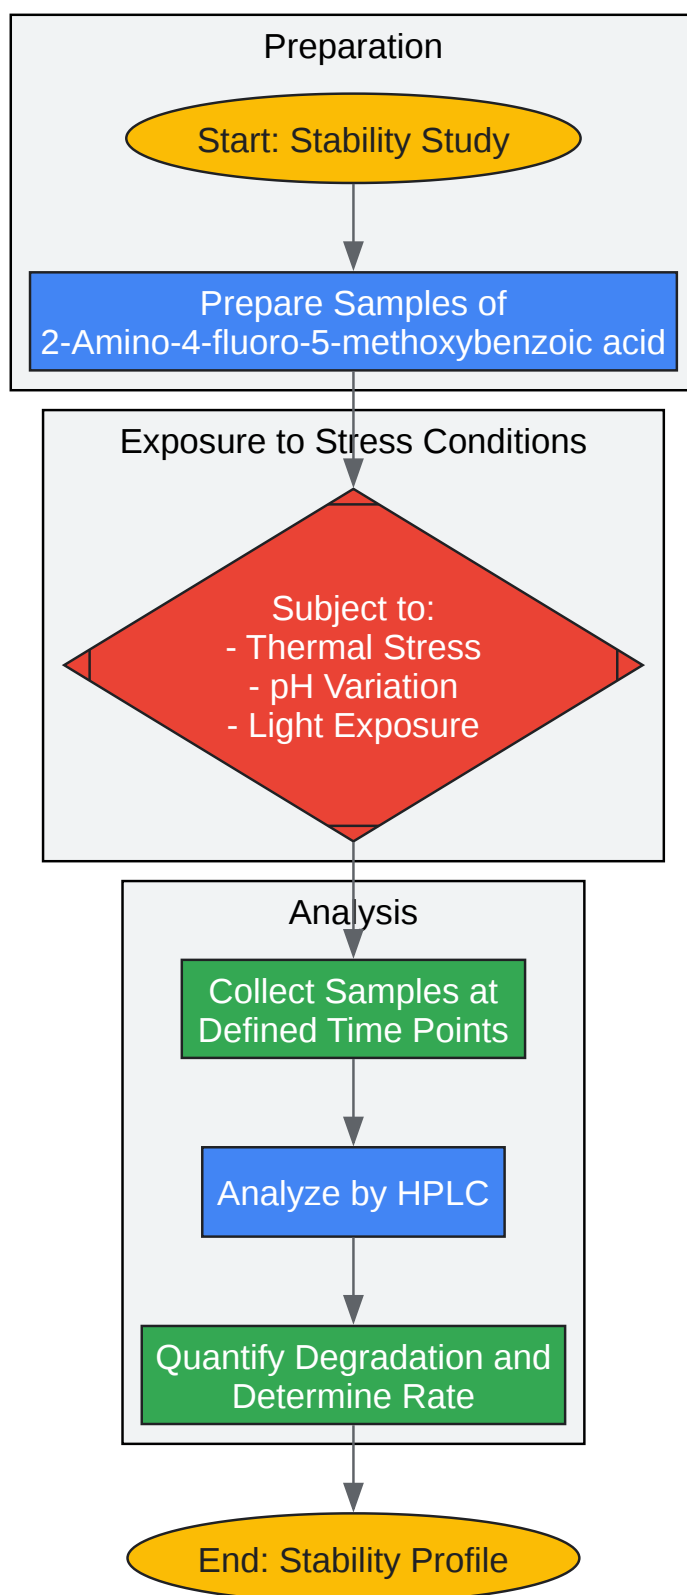 Preparation
Start: Stability Study
Prepare Samples of
2-Amino-4-fluoro-5-methoxybenzoic acid
Exposure to Stress Conditions
Subject to:
- Thermal Stress
- pH Variation
- Light Exposure
Analysis
Collect Samples at
Defined Time Points
Analyze by HPLC
Quantify Degradation and
Determine Rate
End: Stability Profile